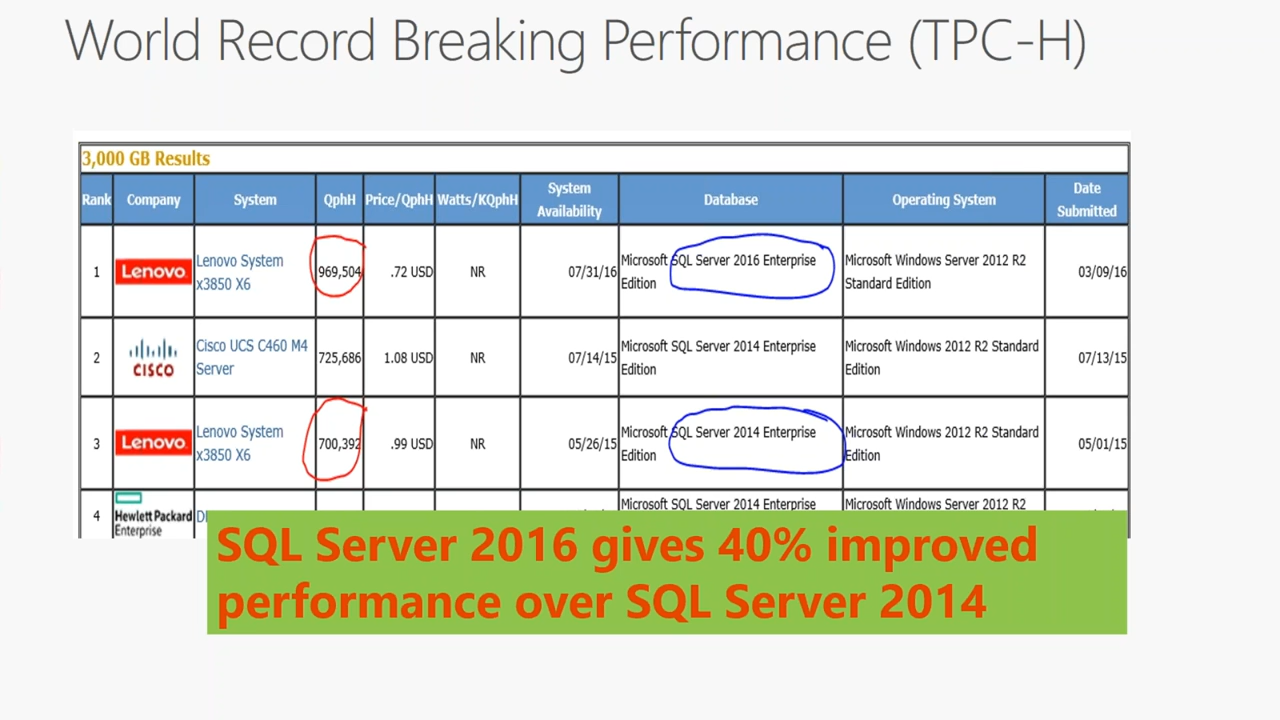 World Record Breaking Performance (TPC-H)
3,000 GB Results
Rank Company System QphH Price/QphH Watts/KQphH System Availability Database Operating System Date Submitted
1 Lenovo Lenovo System x3850 X6 969,504 .72 USD NR 07/31/16 Microsoft SQL Server 2016 Enterprise Edition Microsoft Windows Server 2012 R2 Standard Edition 03/09/16
2 CISCO Cisco UCS C460 M4 Server 725,686 1.08 USD NR 07/14/15 Microsoft SQL Server 2014 Enterprise Edition Microsoft Windows 2012 R2 Standard Edition 07/13/15
3 Lenovo Lenovo System x3850 X6 700,392 .99 USD NR 05/26/15 Microsoft SQL Server 2014 Enterprise Edition Microsoft Windows 2012 R2 Standard Edition 05/01/15
4 Hewlett Packard Enterprise Microsoft SQL Server 2014 Enterprise Microsoft Windows Server 2012 R2
SQL Server 2016 gives 40% improved
performance over SQL Server 2014